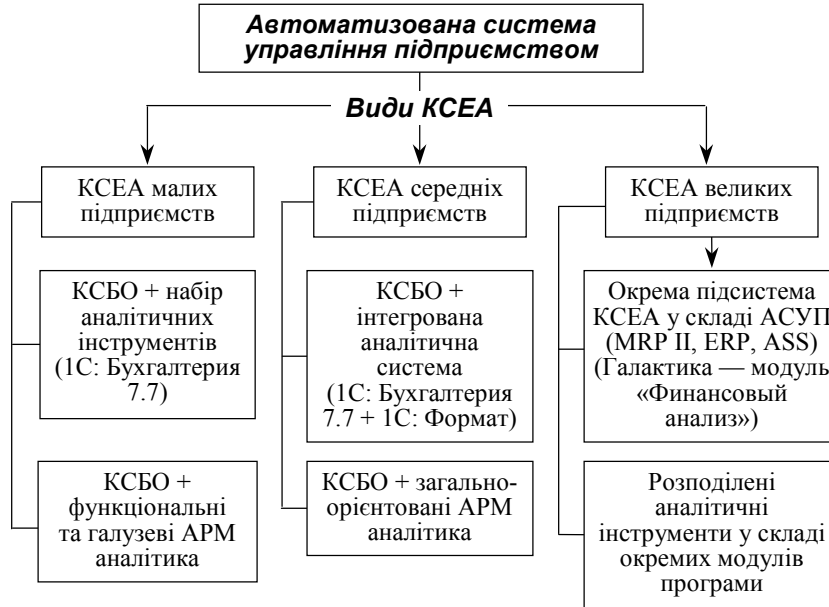 Автоматизована система
управління підприємством
Види КСЕА
КСЕА малих
підприємств
КСБО + набір
аналітичних
інструментів
(1С: Бухгалтерия
7.7)
КСБО +
функціональні
та галузеві АРМ
аналітика
КСЕА середніх
підприємств
КСБО +
інтегрована
аналітична
система
(1С: Бухгалтерия
7.7 + 1С: Формат)
КСБО + загально-
орієнтовані АРМ
аналітика
КСЕА великих
підприємств
Окрема підсистема
КСЕА у складі АСУП
(MRP II, ERP, ASS)
(Галактика — модуль
«Финансовый
анализ»)
Розподілені
аналітичні
інструменти у складі
окремих модулів
програми